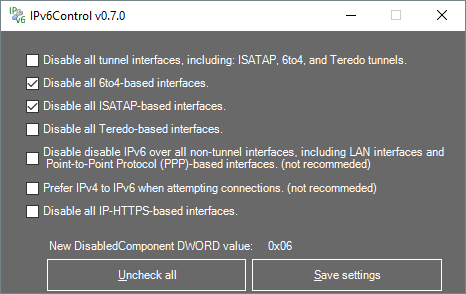 IPv6Control v0.7.0
Disable all tunnel interfaces, including: ISATAP, 6to4, and Teredo tunnels.
Disable all 6to4-based interfaces.
Disable all ISATAP-based interfaces.
Disable all Teredo-based interfaces.
Disable disable IPv6 over all non-tunnel interfaces, including LAN interfaces and
Point-to-Point Protocol (PPP)-based interfaces. (not recommeded)
Prefer IPv4 to IPv6 when attempting connections. (not recommeded)
Disable all IP-HTTPS-based interfaces.
New DisabledComponent DWORD value: 0x06
Uncheck all
Save settings